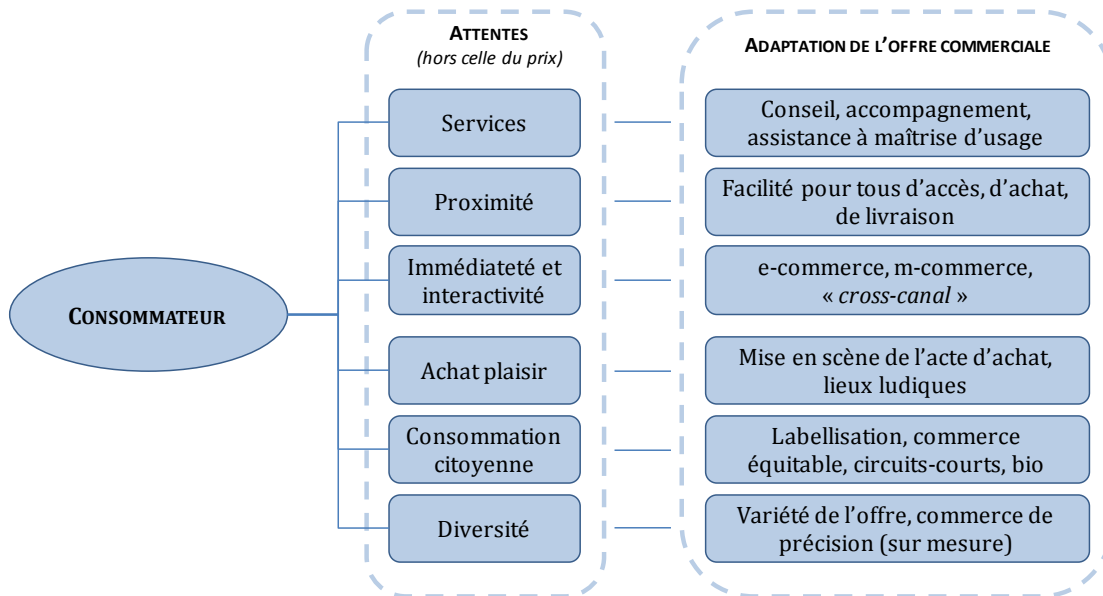 ATTENTES
(hors celle du prix)
ADAPTATION DE L'OFFRE COMMERCIALE
Services
Conseil, accompagnement,
assistance à maîtrise d'usage
Proximité
Facilité pour tous d'accès, d'achat,
de livraison
CONSOMMATEUR
Immédiateté et
interactivité
e-commerce, m-commerce,
« cross-canal »
Achat plaisir
Mise en scène de l'acte d'achat,
lieux ludiques
Consommation
citoyenne
Labellisation, commerce
équitable, circuits-courts, bio
Diversité
Variété de l'offre, commerce de
précision (sur mesure)